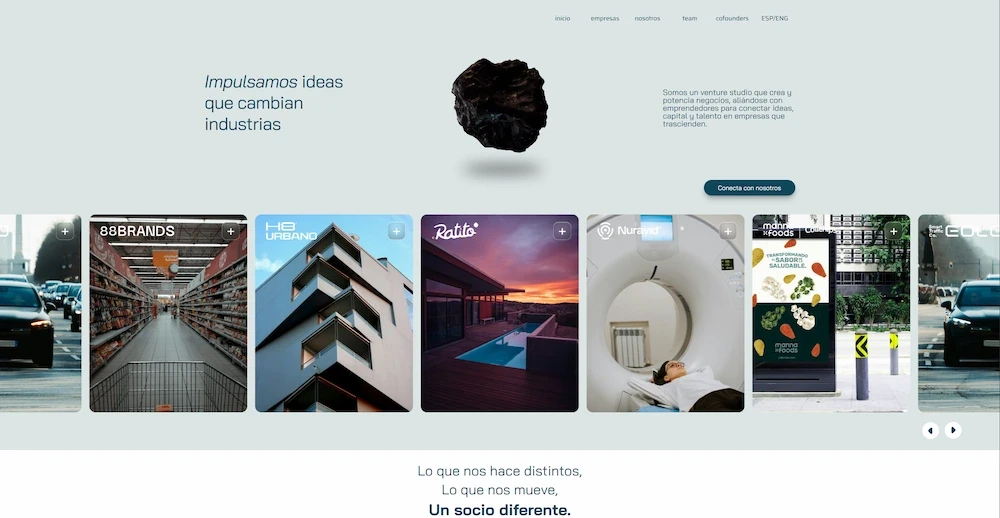 inicio empresas nosotros team cofounders ESP/ENG
Impulsamos ideas
que cambian
industrias
Somos un venture studio que crea y
potencia negocios, aliándose con
emprendedores para conectar ideas,
capital y talento en empresas que
trascienden.
Conecta con nosotros
88BRANDS
H8
URBANO
Ratito
Nuravid
manna
foods
TRANSFORMANDO
SABOR
SALUDABLE.
manna
foods
Lo que nos hace distintos,
Lo que nos mueve,
Un socio diferente.